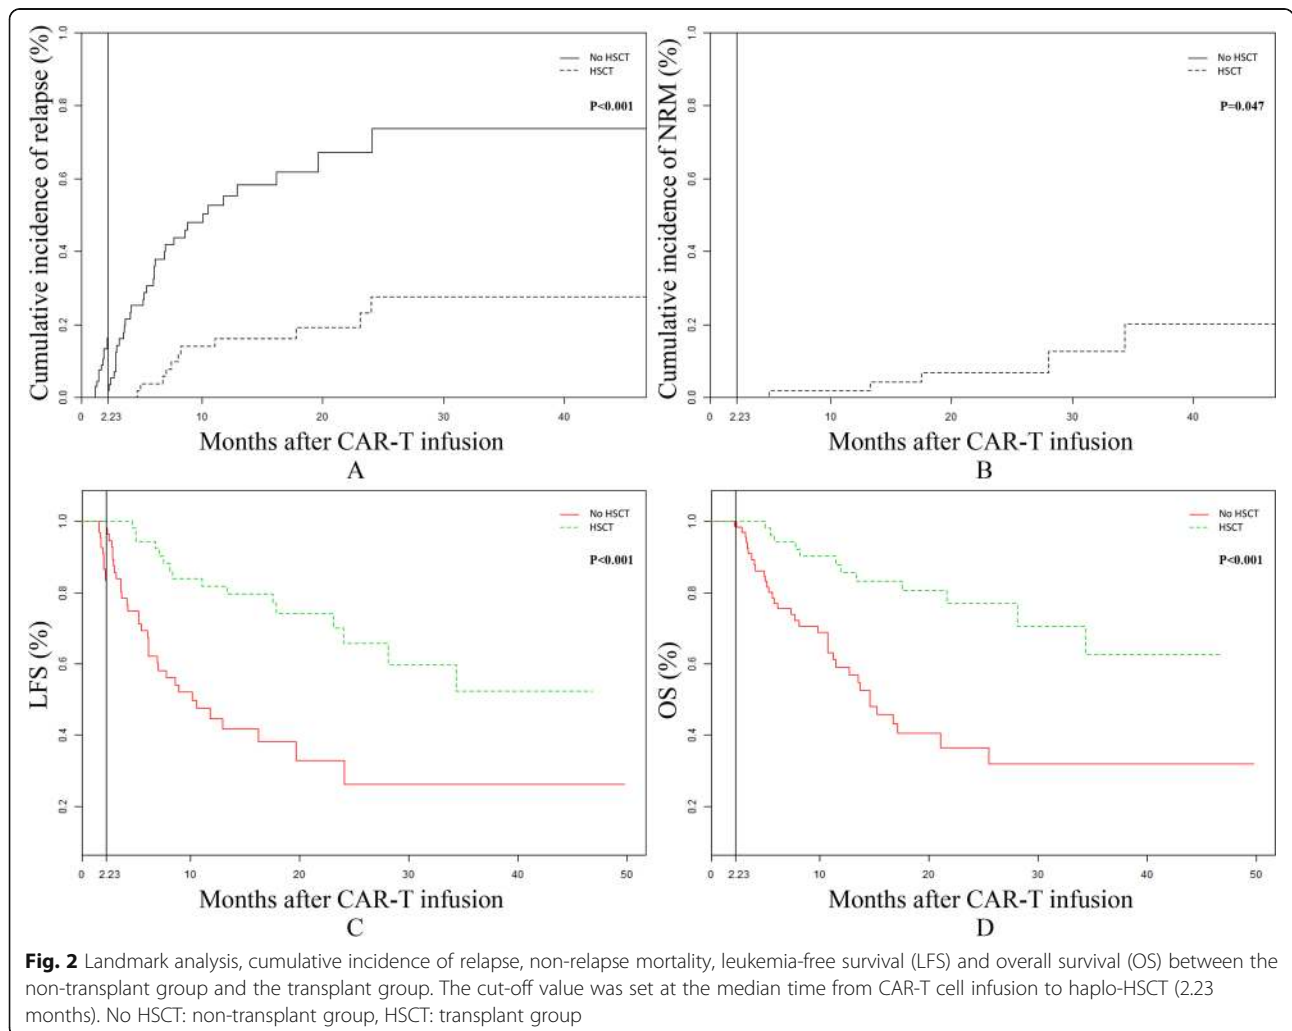 Cumulative incidence of relapse (%)
1.0
0.8
0.6
0.4
0.2
0.0
No HSCT
HSCT
P<0.001
0 2.23 10 20 30 40
Months after CAR-T infusion
A
Cumulative incidence of NRM (%)
1.0
0.8
0.6
0.4
0.2
0.0
No HSCT
HSCT
P=0.047
0 2.23 10 20 30 40
Months after CAR-T infusion
B
LFS (%)
1.0
0.8
0.6
0.4
0.2
No HSCT
HSCT
P<0.001
0 2.23 10 20 30 40 50
Months after CAR-T infusion
C
OS (%)
1.0
0.8
0.6
0.4
0.2
No HSCT
HSCT
P<0.001
0 2.23 10 20 30 40 50
Months after CAR-T infusion
D
Fig. 2 Landmark analysis, cumulative incidence of relapse, non-relapse mortality, leukemia-free survival (LFS) and overall survival (OS) between the
non-transplant group and the transplant group. The cut-off value was set at the median time from CAR-T cell infusion to haplo-HSCT (2.23
months). No HSCT: non-transplant group, HSCT: transplant group